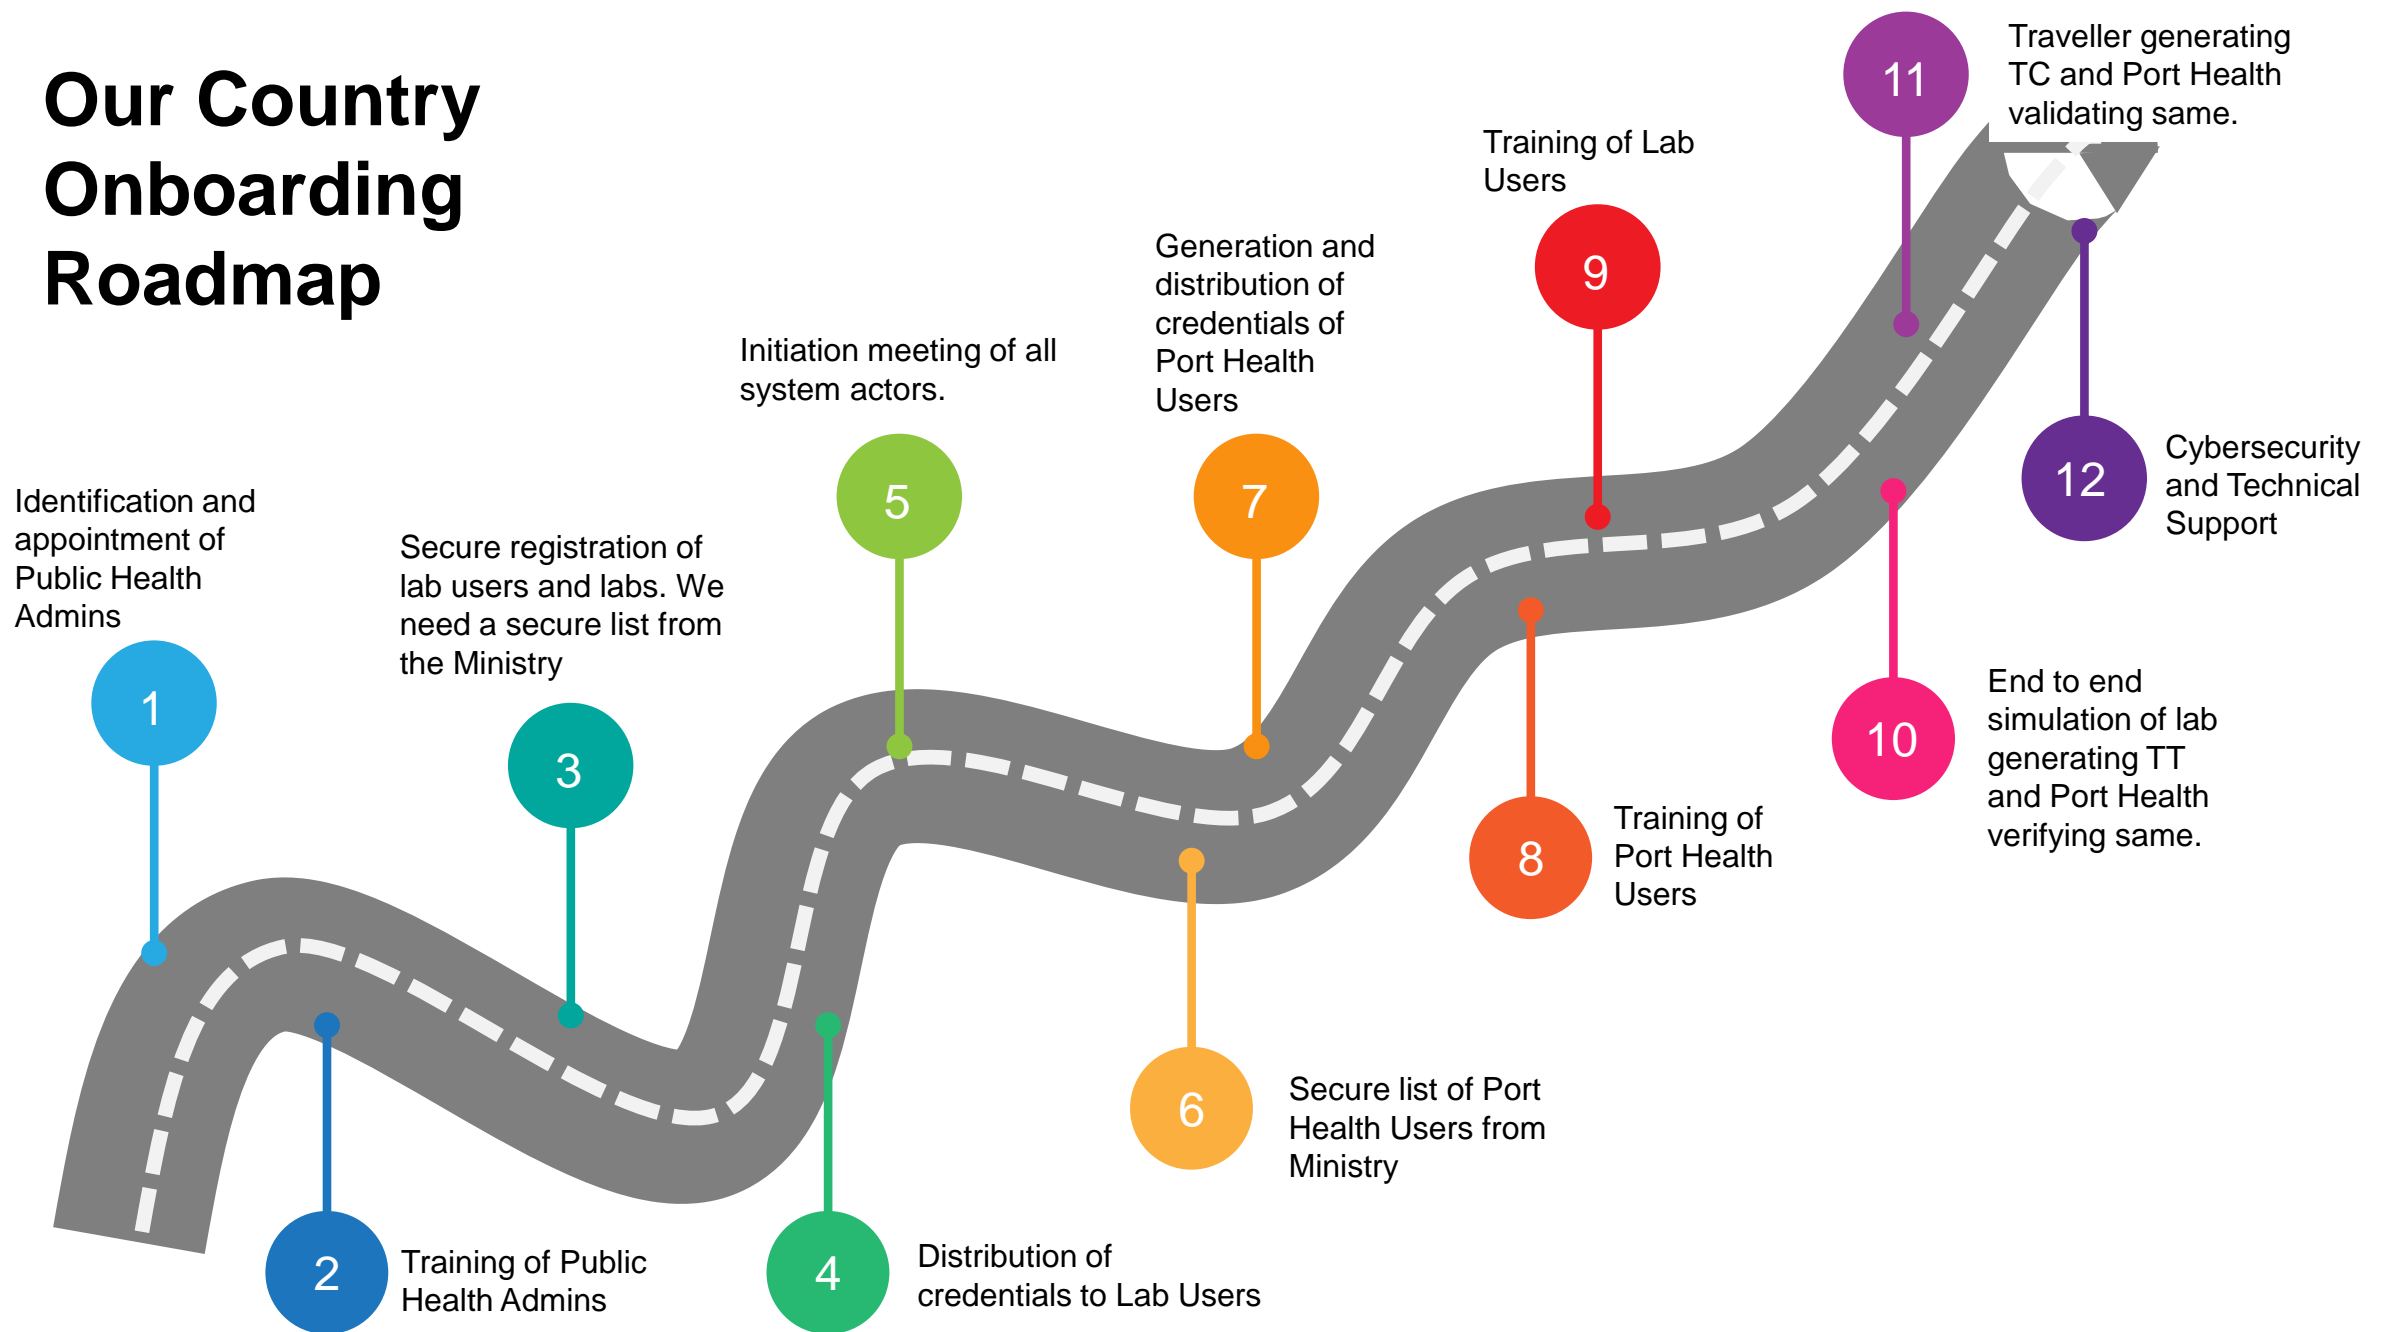 Our Country
Onboarding
Roadmap
Identification and
appointment of
Public Health
Admins
1
2
Training of Public
Health Admins
Secure registration of
lab users and labs. We
need a secure list from
the Ministry
3
4
Distribution of
credentials to Lab Users
Initiation meeting of all
system actors.
5
6
Secure list of Port
Health Users from
Ministry
Generation and
distribution of
credentials of
Port Health
Users
7
8
Training of
Port Health
Users
Training of Lab
Users
9
10
End to end
simulation of lab
generating TT
and Port Health
verifying same.
11
Traveller generating
TC and Port Health
validating same.
12
Cybersecurity
and Technical
Support